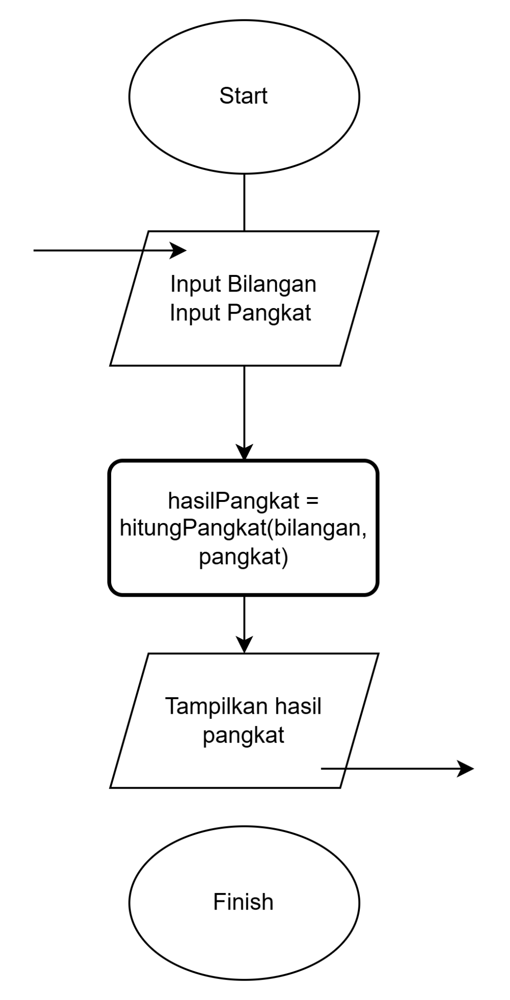 Start
Input Bilangan
Input Pangkat
hasilPangkat =
hitungPangkat(bilangan,
pangkat)
Tampilkan hasil
pangkat
Finish